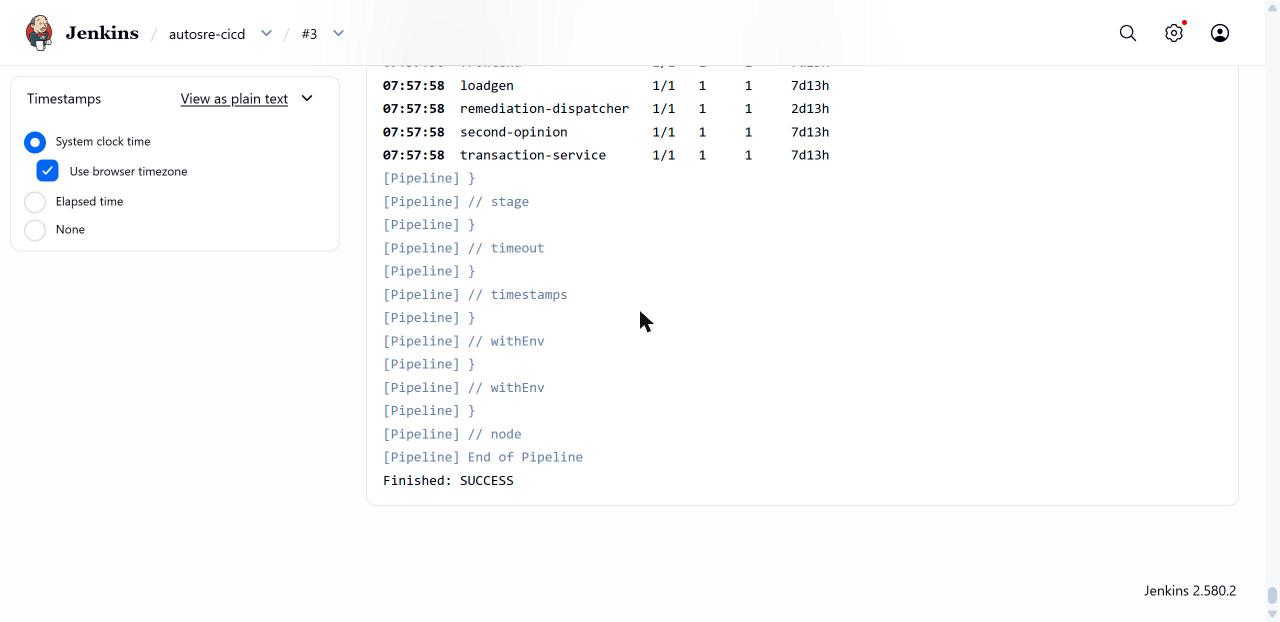 Jenkins / autosre-cicd / #3
Timestamps
View as plain text
System clock time
Use browser timezone
Elapsed time
None
07:57:58 loadgen 1/1 1 1 7d13h
07:57:58 remediation-dispatcher 1/1 1 1 2d13h
07:57:58 second-opinion 1/1 1 1 7d13h
07:57:58 transaction-service 1/1 1 1 7d13h
[Pipeline] }
[Pipeline] // stage
[Pipeline] }
[Pipeline] // timeout
[Pipeline] }
[Pipeline] // timestamps
[Pipeline] }
[Pipeline] // withEnv
[Pipeline] }
[Pipeline] // withEnv
[Pipeline] }
[Pipeline] // node
[Pipeline] End of Pipeline
Finished: SUCCESS
Jenkins 2.580.2